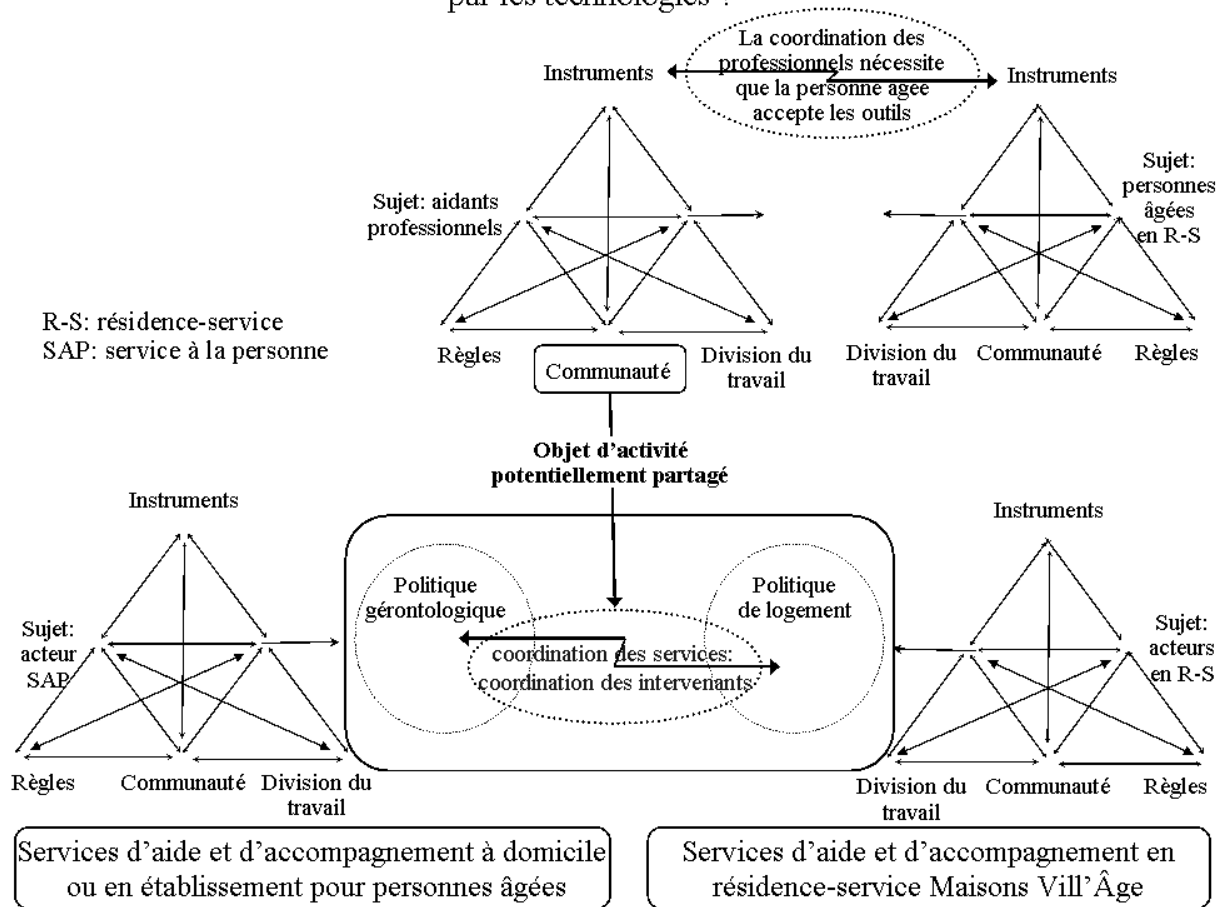 par les technologies ?
La coordination des
professionnels nécessite
que la personne agee
accepte les outils
Instruments
Instruments
Sujet: aidants
professionnels
Sujet:
personnes
âgées
en R-S
R-S: résidence-service
SAP: service à la personne
Règles
Communauté
Division du
travail
Division du
travail
Communauté
Règles
Objet d'activité
potentiellement partagé
Instruments
Instruments
Politique
gérontologique
Politique
de logement
Sujet:
acteur
SAP
coordination des services:
coordination des intervenants
Sujet:
acteurs
en R-S
Règles
Communauté
Division du
travail
Division du
travail
Communauté
Règles
Services d'aide et d'accompagnement à domicile
ou en établissement pour personnes âgées
Services d'aide et d'accompagnement en
résidence-service Maisons Vill'Âge